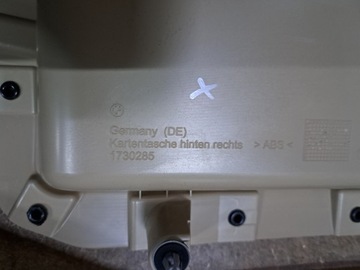 Germany (DE)
Kartentasche hinten rechts > ABS <
1730285